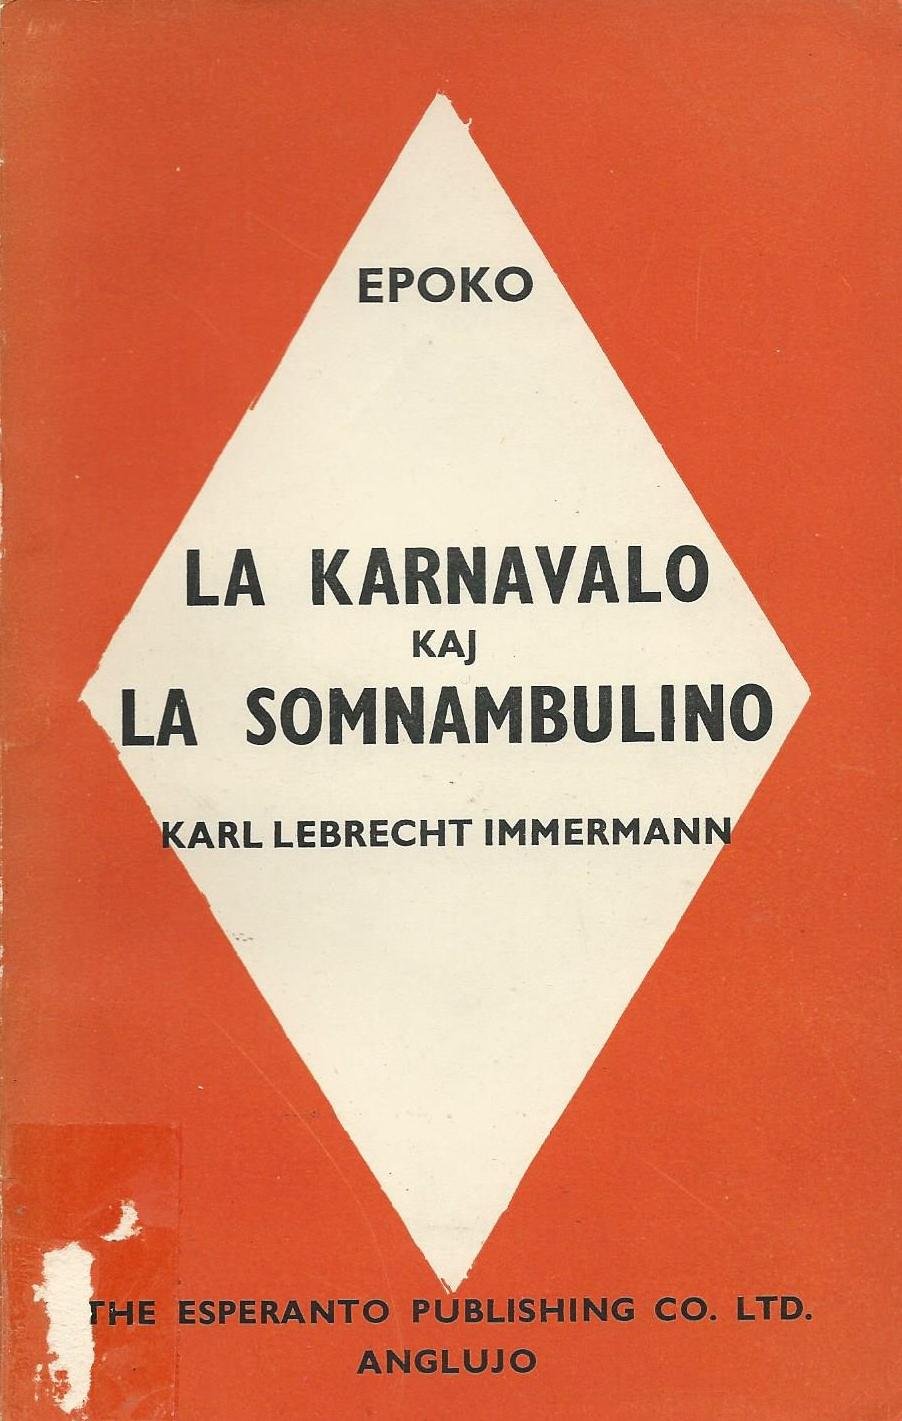 EPOKO
LA KARNAVALO
KAJ
LA SOMNAMBULINO
KARL LEBRECHT IMMERMANN
THE ESPERANTO PUBLISHING CO. LTD.
ANGLUJO